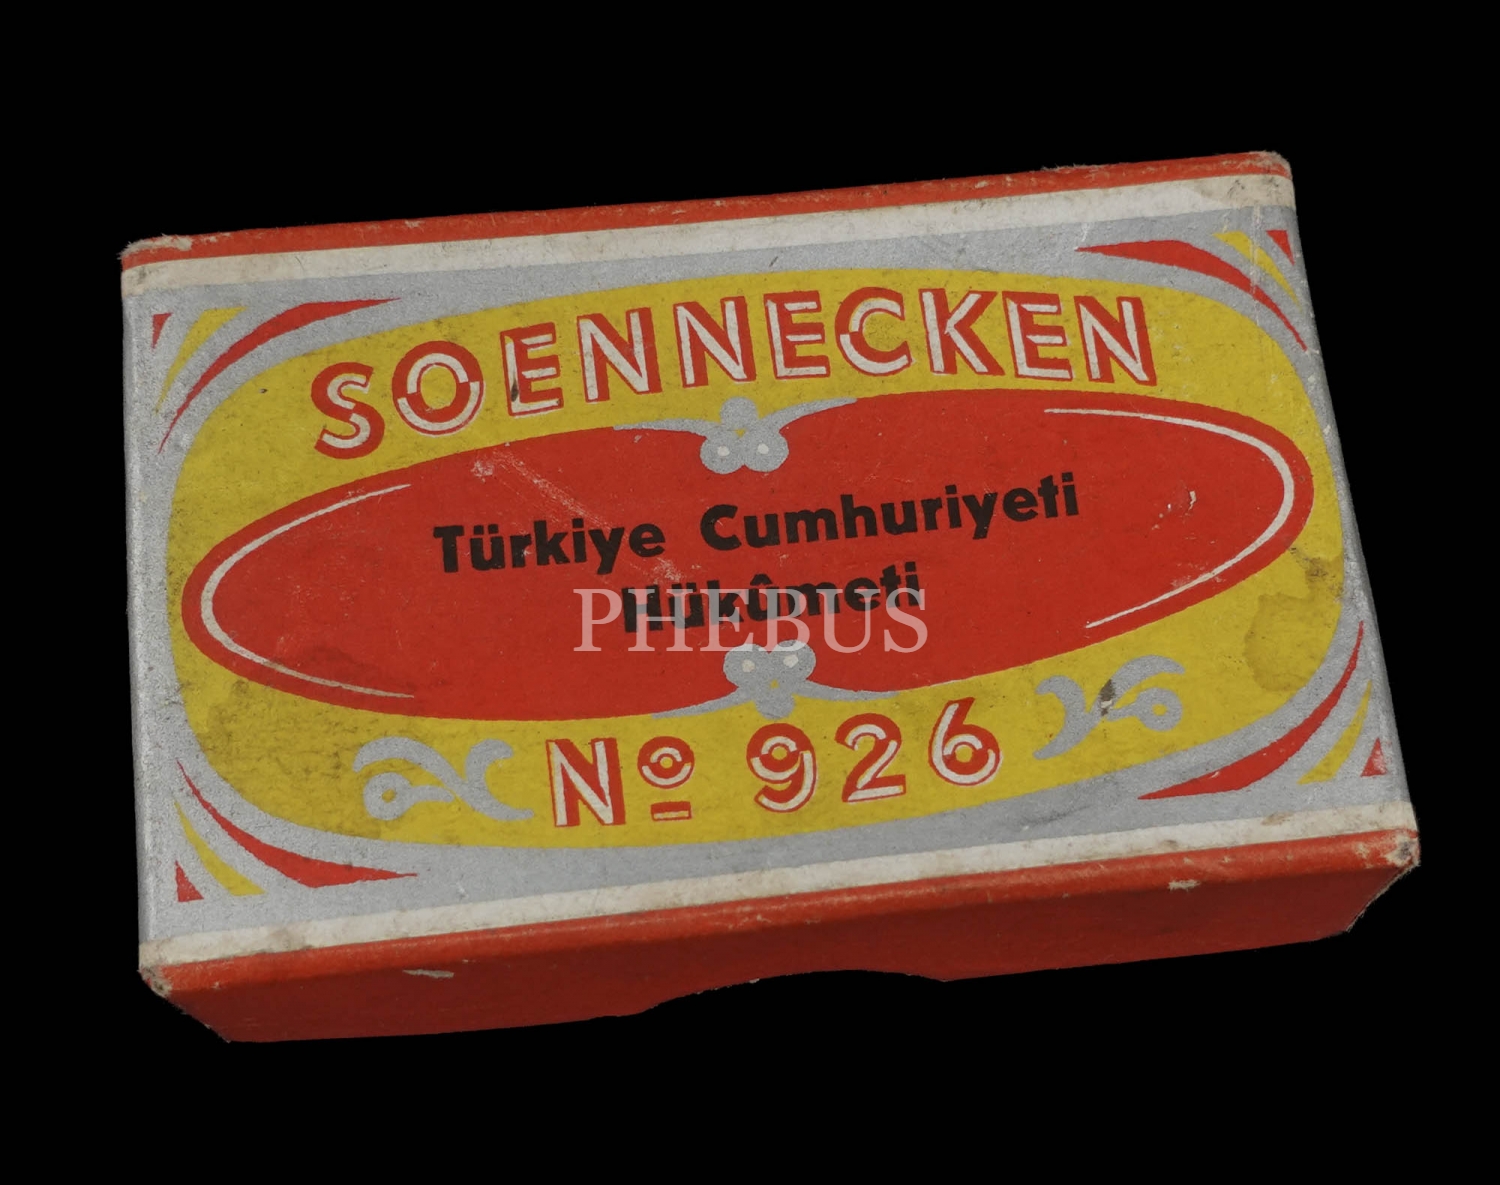 SOENNECKEN
Türkiye Cumhuriyeti
Hükûmeti
PHEBUS
Nº 926